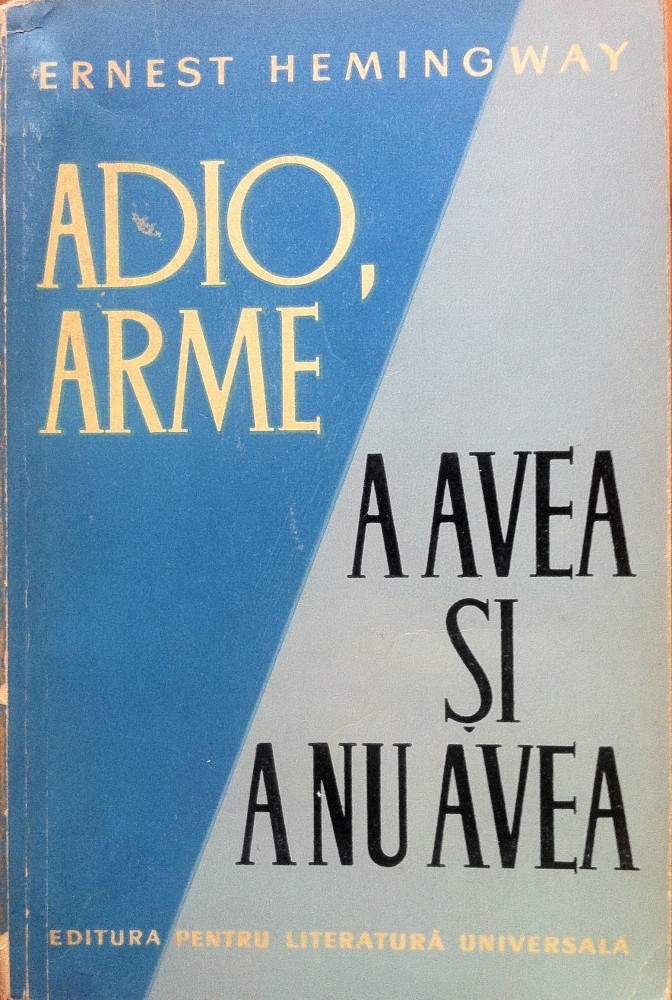 ERNEST HEMINGWAY
ADIO,
ARME
A AVEA
ȘI
A NU AVEA
EDITURA PENTRU LITERATURĂ UNIVERSALĂ